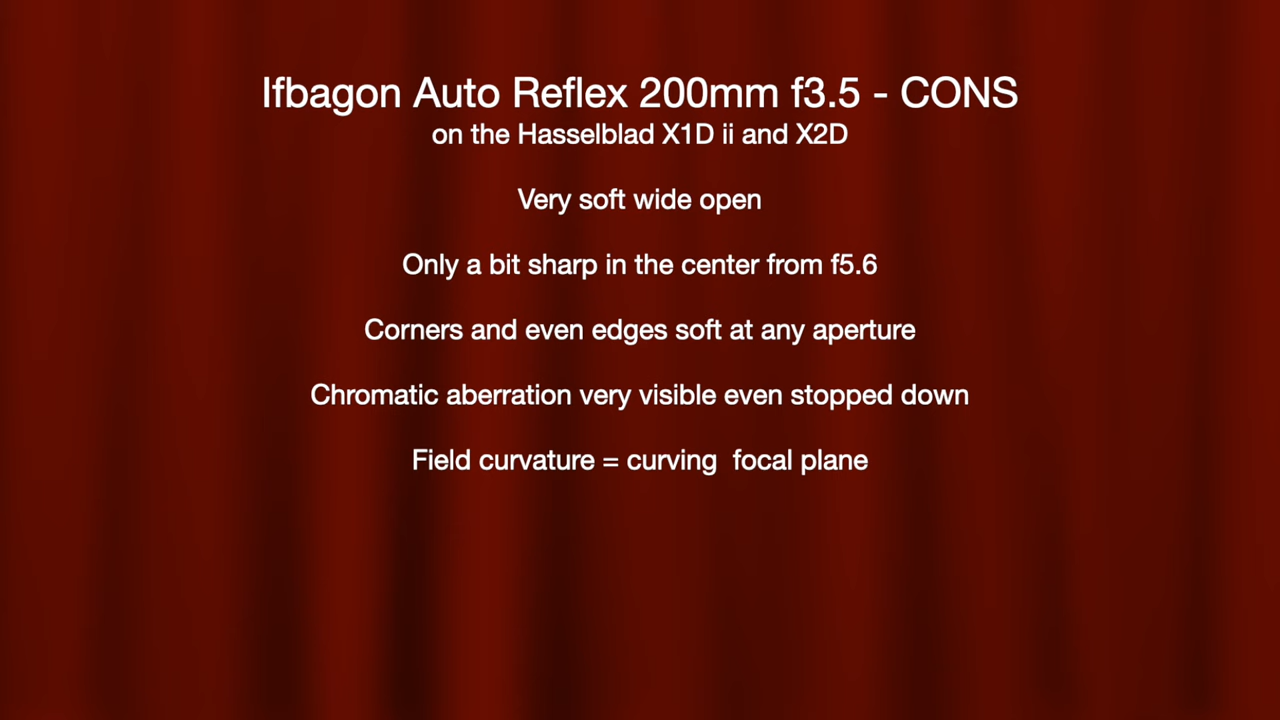 Ifbagon Auto Reflex 200mm f3.5 - CONS
on the Hasselblad X1D ii and X2D
Very soft wide open
Only a bit sharp in the center from f5.6
Corners and even edges soft at any aperture
Chromatic aberration very visible even stopped down
Field curvature = curving  focal plane